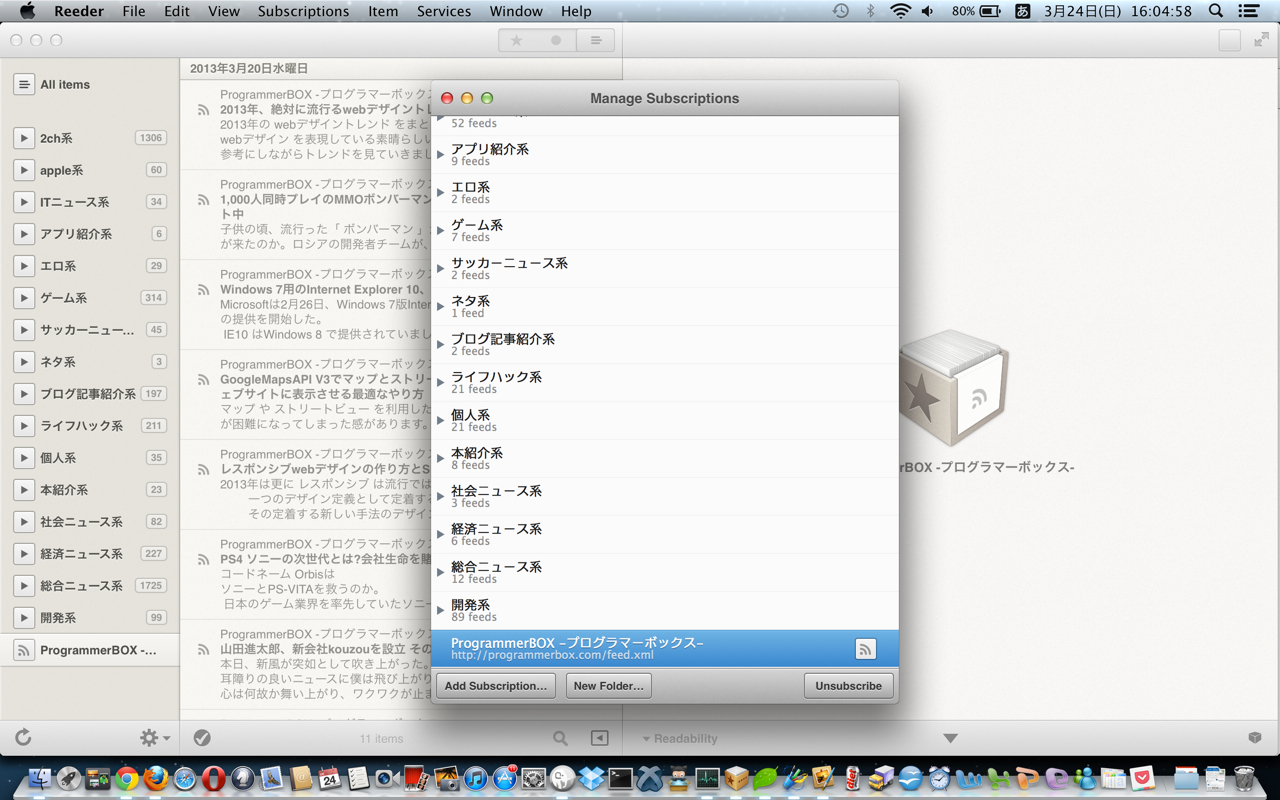 Reeder File Edit View Subscriptions Item Services Window Help 80% あ 3月24日(日) 16:04:58
All items
2ch系 1306
apple系 60
ITニュース系 34
アプリ紹介系 6
エロ系 29
ゲーム系 314
サッカーニュー... 45
ネタ系 3
ブログ記事紹介系 197
ライフハック系 211
個人系 35
本紹介系 23
社会ニュース系 82
経済ニュース系 227
総合ニュース系 1725
開発系 99
ProgrammerBOX -...
2013年3月20日水曜日
ProgrammerBOX -プログラマーボックス
2013年、絶対に流行るwebデザイントレ
2013年の webデザイントレンド をまと
webデザイン を表現している素晴らしい
参考にしながらトレンドを見ていきまし
ProgrammerBOX -プログラマーボックス
1,000人同時プレイのMMOボンバーマン
ト中
子供の頃、流行った「 ボンバーマン 」
が来たのか。ロシアの開発者チームが、
ProgrammerBOX -プログラマーボックス
Windows 7用のInternet Explorer 10、
Microsoftは2月26日、Windows 7版Inter
の提供を開始した。
IE10 はWindows 8 で提供されていまし
ProgrammerBOX -プログラマーボックス
GoogleMapsAPI V3でマップとストリー
ェブサイトに表示させる最適なやり方
マップ や ストリートビュー を利用した
が困難になってしまった感があります。
ProgrammerBOX -プログラマーボックス
レスポンシブwebデザインの作り方とS
2013年は更に レスポンシブ は流行では
一つのデザイン定義として定着する
その定着する新しい手法のデザイン
ProgrammerBOX -プログラマーボックス
PS4 ソニーの次世代とは?会社生命を賭
コードネーム Orbisは
ソニーとPS-VITAを救うのか。
日本のゲーム業界を率先していたソニー
ProgrammerBOX -プログラマーボックス
山田進太郎、新会社kouzouを設立 その
本日、新風が突如として吹き上がった。
耳障りの良いニュースに僕は飛び上がり
心は何故か舞い上がり、ワクワクが止ま
11 items
Manage Subscriptions
52 feeds
アプリ紹介系
9 feeds
エロ系
2 feeds
ゲーム系
7 feeds
サッカーニュース系
2 feeds
ネタ系
1 feed
ブログ記事紹介系
2 feeds
ライフハック系
21 feeds
個人系
21 feeds
本紹介系
8 feeds
社会ニュース系
3 feeds
経済ニュース系
6 feeds
総合ニュース系
12 feeds
開発系
89 feeds
ProgrammerBOX -プログラマーボックス-
http://programmerbox.com/feed.xml
Add Subscription... New Folder... Unsubscribe
rBOX -プログラマーボックス-
Readability